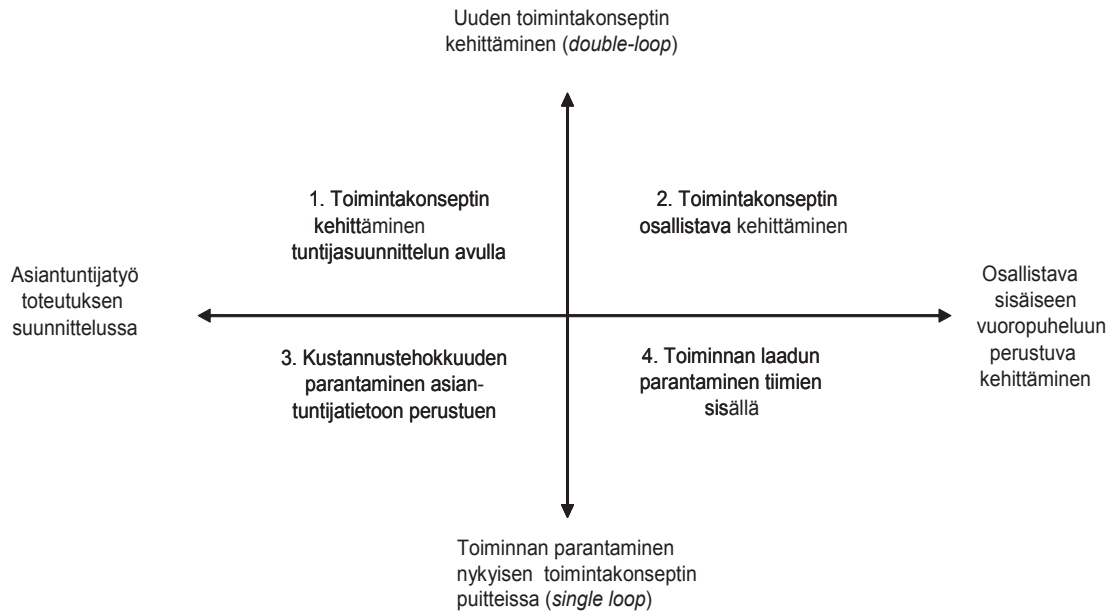 Uuden toimintakonseptin
kehittäminen (double-loop)
1. Toimintakonseptin
kehittäminen
tuntijasuunnittelun avulla
2. Toimintakonseptin
osallistava kehittäminen
Asiantuntijatyö
toteutuksen
suunnittelussa
Osallistava
sisäiseen
vuoropuheluun
perustuva
kehittäminen
3. Kustannustehokkuuden
parantaminen asian-
tuntijatietoon perustuen
4. Toiminnan laadun
parantaminen tiimien
sisällä
Toiminnan parantaminen
nykyisen toimintakonseptin
puitteissa (single loop)